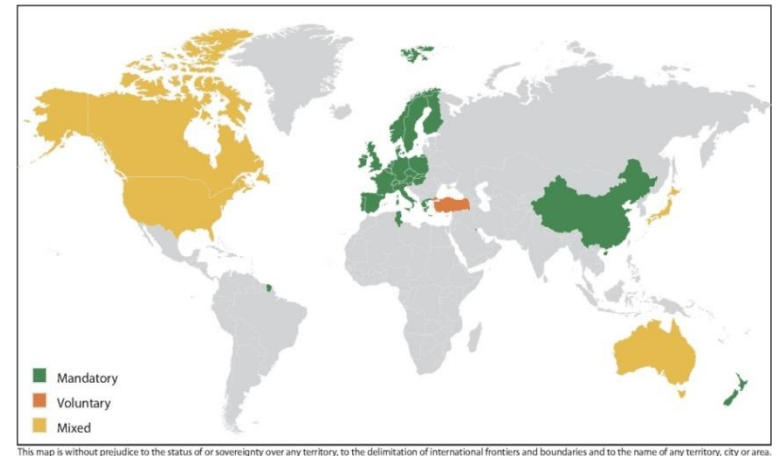 Mandatory
Voluntary
Mixed
This map is without prejudice to the status of or sovereignty over any territory, to the delimitation of international frontiers and boundaries and to the name of any territory, city or area.